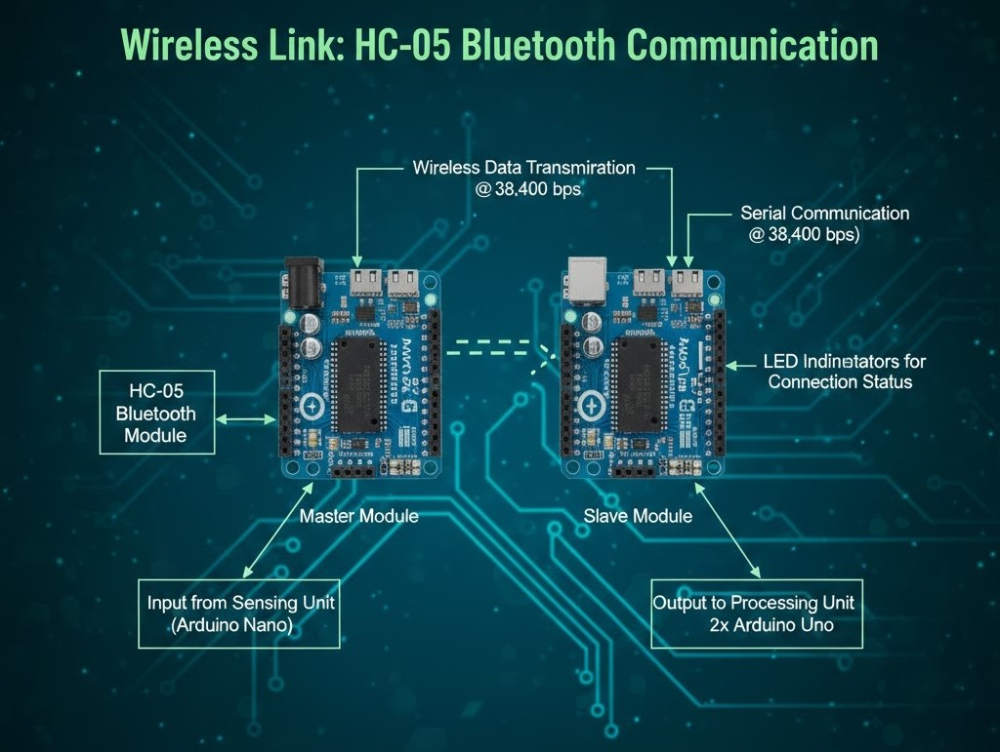 Wireless Link: HC-05 Bluetooth Communication
Wireless Data Transmiration
@ 38,400 bps
Serial Communication
@ 38,400 bps)
LED Indinıtators for
Connection Status
HC-05
Bluetooth
Module
Master Module
Slave Module
Input from Sensing Unit
(Arduino Nano)
Output to Processing Unit
2x Arduino Uno